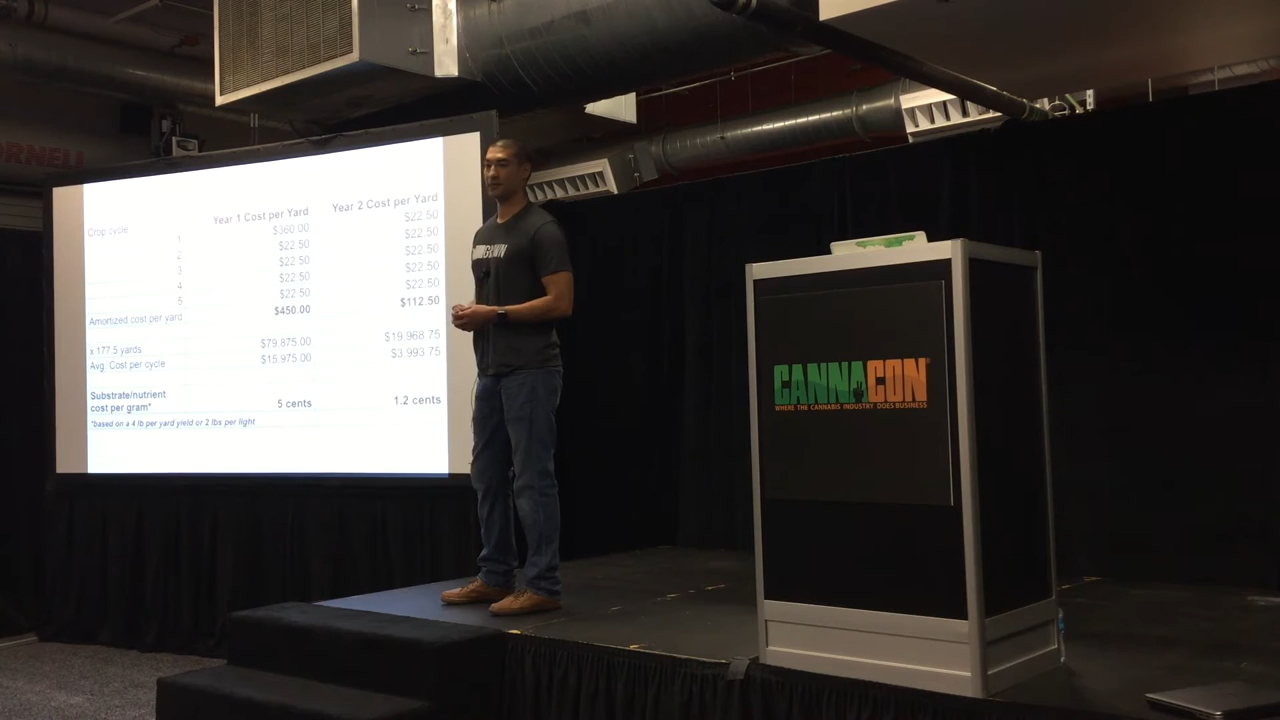 Year 1 Cost per Yard Year 2 Cost per Yard
Crop cycle
1 $360.00 $22.50
2 $22.50 $22.50
3 $22.50 $22.50
4 $22.50 $22.50
5 $22.50 $22.50
Amortized cost per yard $450.00 $112.50
x 177.5 yards $79,875.00 $19,968.75
Avg. Cost per cycle $15,975.00 $3,993.75
Substrate/nutrient
cost per gram* 5 cents 1.2 cents
*based on a 4 lb per yard yield or 2 lbs per light
CANNACON®
WHERE THE CANNABIS INDUSTRY DOES BUSINESS